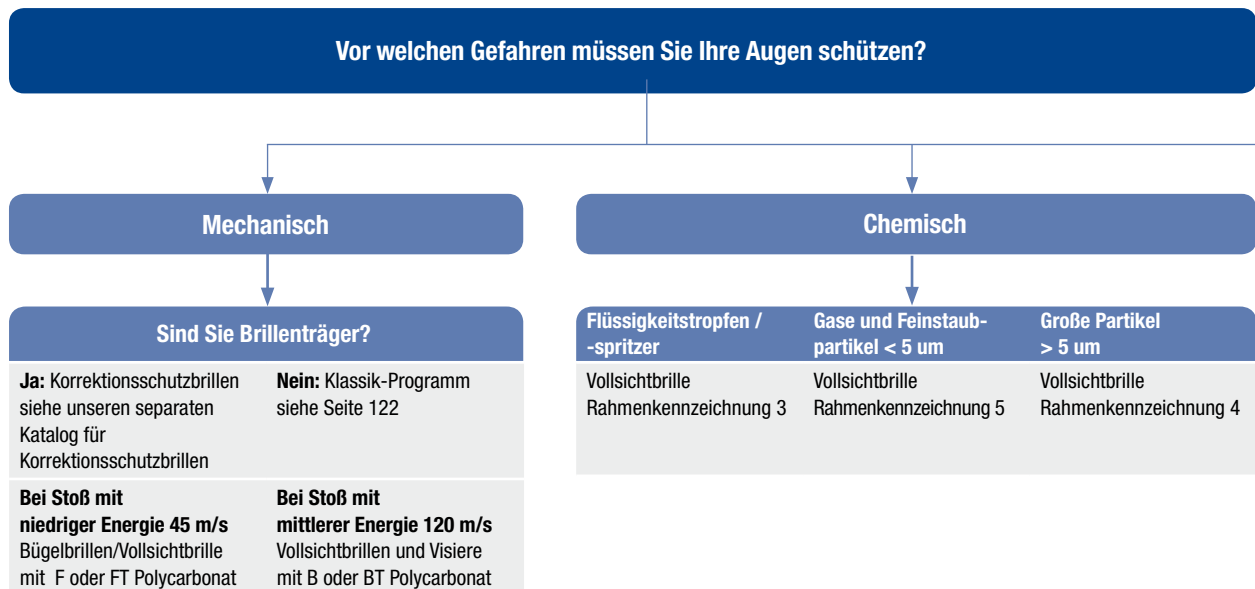 Vor welchen Gefahren müssen Sie Ihre Augen schützen?
Mechanisch
Sind Sie Brillenträger?
Ja: Korrektionsschutzbrillen
siehe unseren separaten
Katalog für
Korrektionsschutzbrillen
Nein: Klassik-Programm
siehe Seite 122
Bei Stoß mit
niedriger Energie 45 m/s
Bügelbrillen/Vollsichtbrille
mit F oder FT Polycarbonat
Bei Stoß mit
mittlerer Energie 120 m/s
Vollsichtbrillen und Visiere
mit B oder BT Polycarbonat
Chemisch
Flüssigkeitstropfen /
-spritzer
Vollsichtbrille
Rahmenkennzeichnung 3
Gase und Feinstaub-
partikel < 5 um
Vollsichtbrille
Rahmenkennzeichnung 5
Große Partikel
> 5 um
Vollsichtbrille
Rahmenkennzeichnung 4